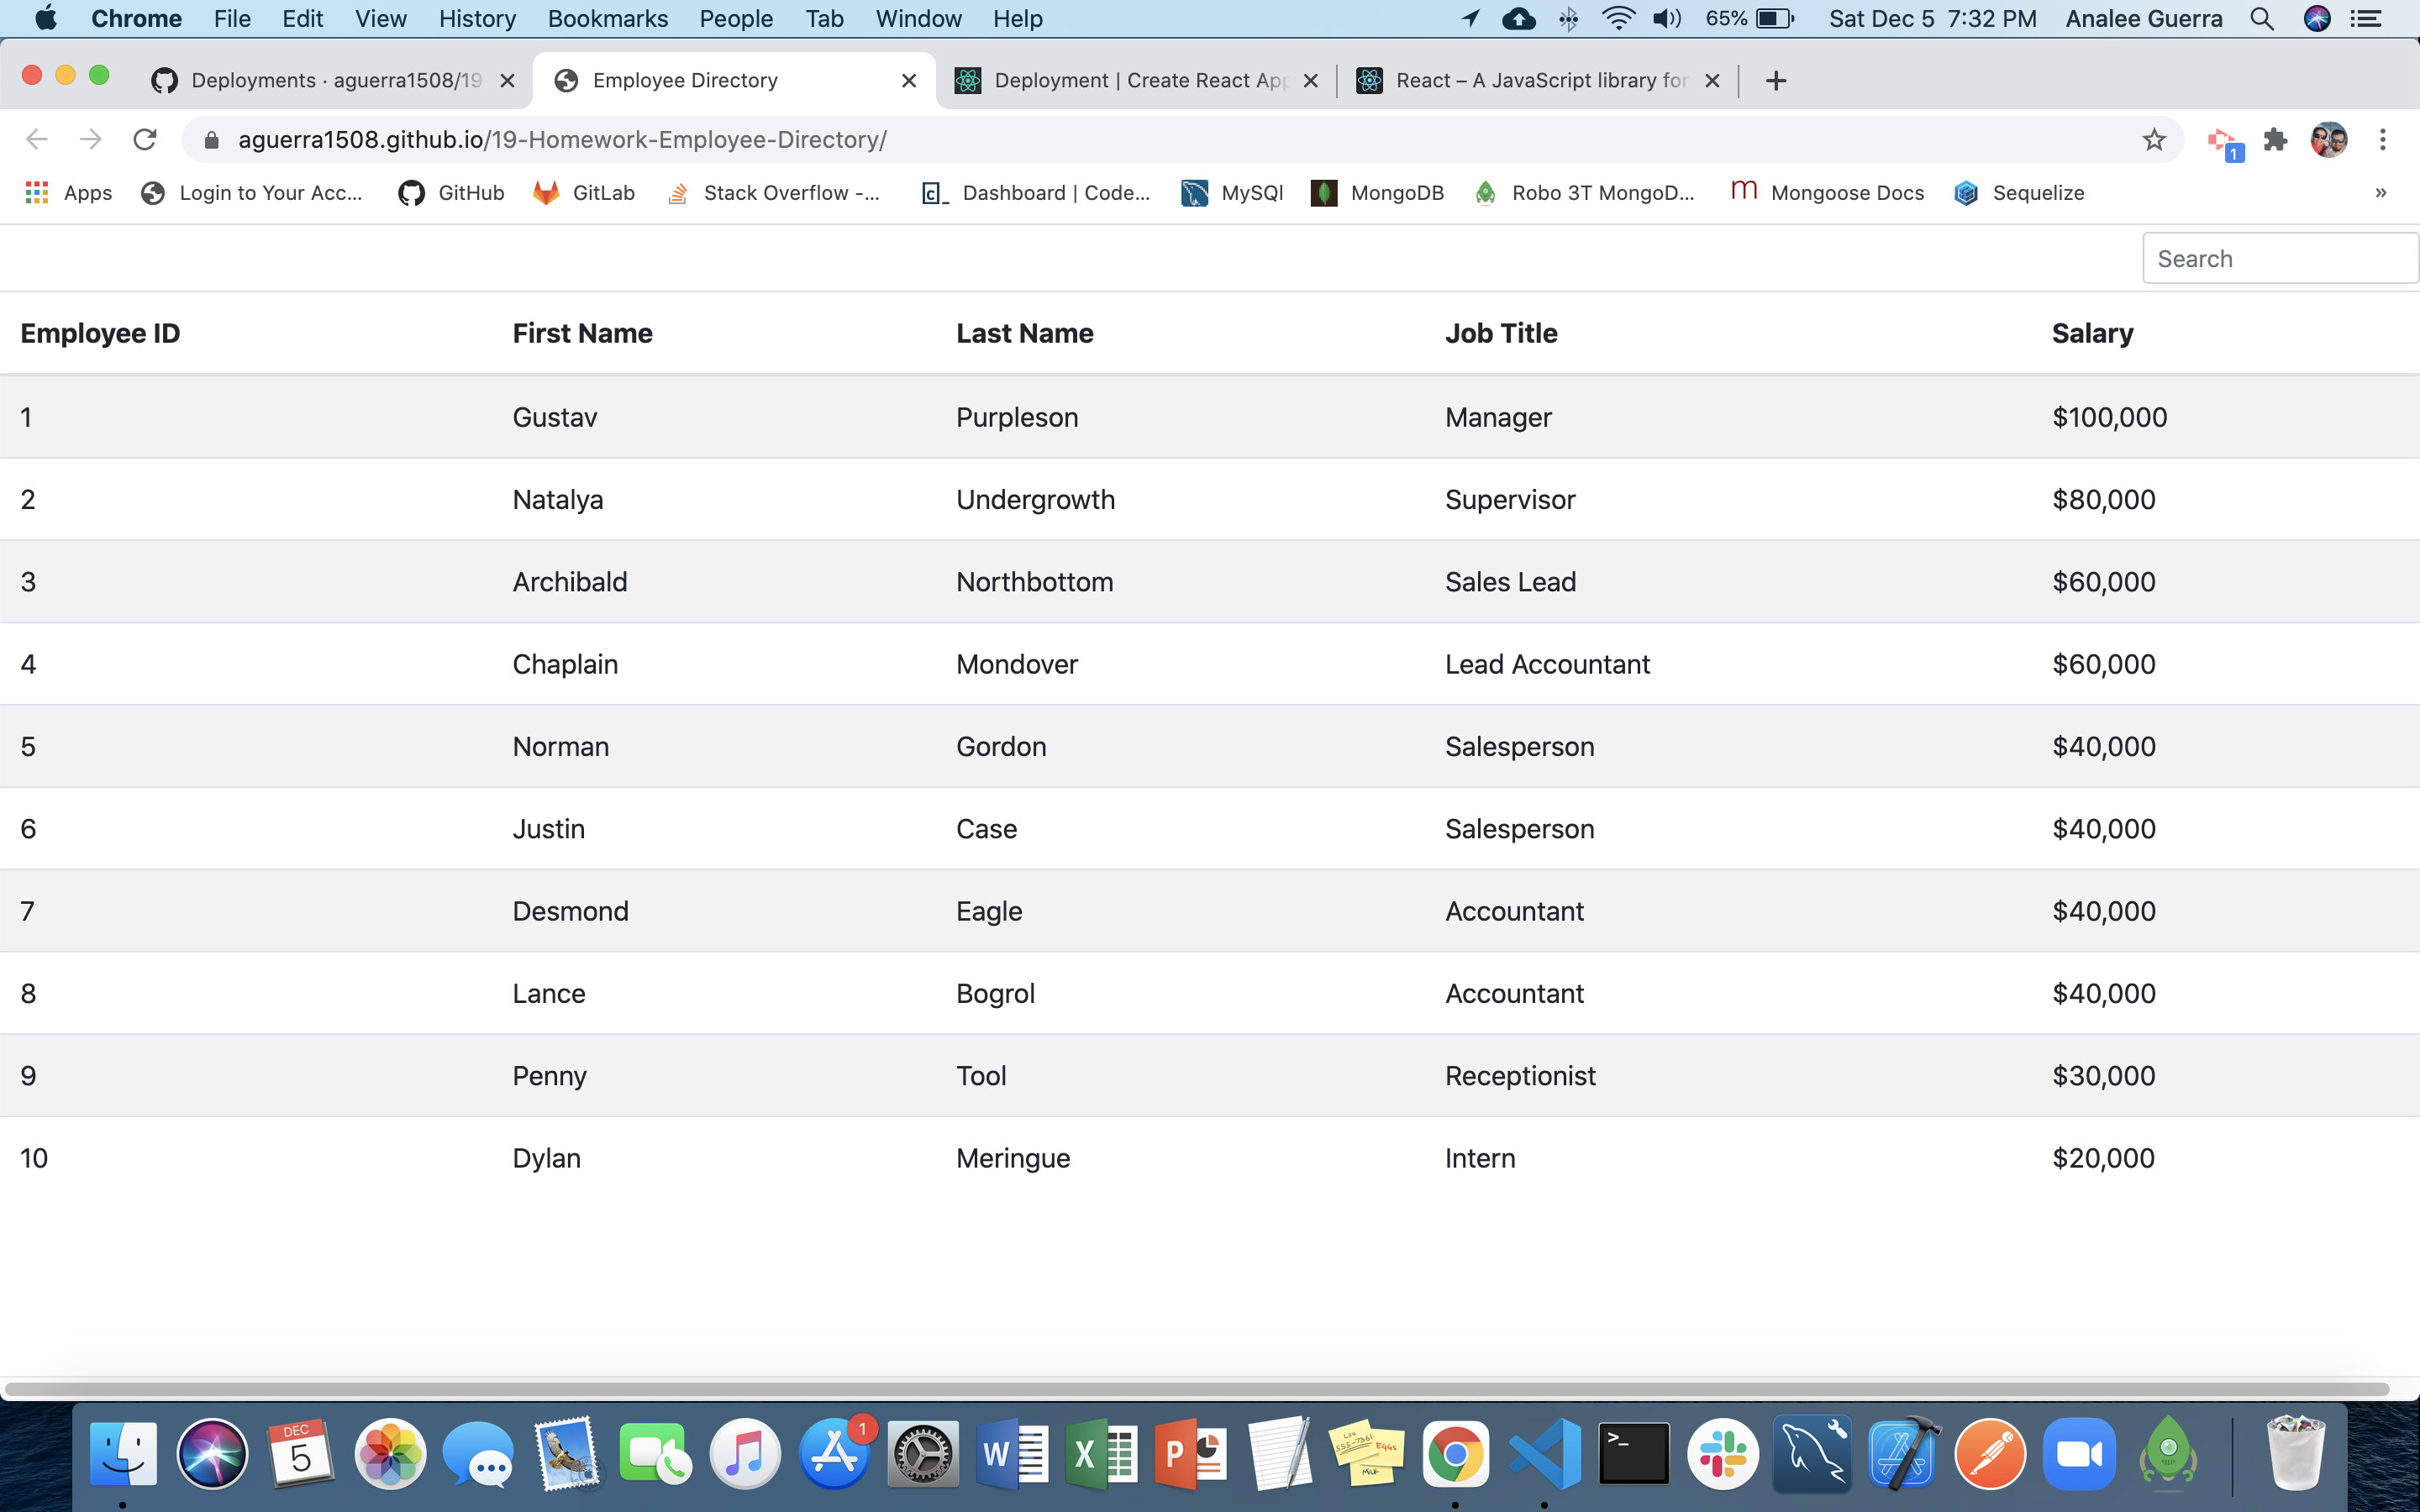 Chrome File Edit View History Bookmarks People Tab Window Help 65% Sat Dec 5 7:32 PM Analee Guerra
Deployments · aguerra1508/19 Employee Directory Deployment | Create React App React – A JavaScript library for
aguerra1508.github.io/19-Homework-Employee-Directory/ 1
Apps Login to Your Acc... GitHub GitLab Stack Overflow -... Dashboard | Code... MySQl MongoDB Robo 3T MongoD... Mongoose Docs Sequelize »
Search
Employee ID First Name Last Name Job Title Salary
1 Gustav Purpleson Manager $100,000
2 Natalya Undergrowth Supervisor $80,000
3 Archibald Northbottom Sales Lead $60,000
4 Chaplain Mondover Lead Accountant $60,000
5 Norman Gordon Salesperson $40,000
6 Justin Case Salesperson $40,000
7 Desmond Eagle Accountant $40,000
8 Lance Bogrol Accountant $40,000
9 Penny Tool Receptionist $30,000
10 Dylan Meringue Intern $20,000
DEC
5
1